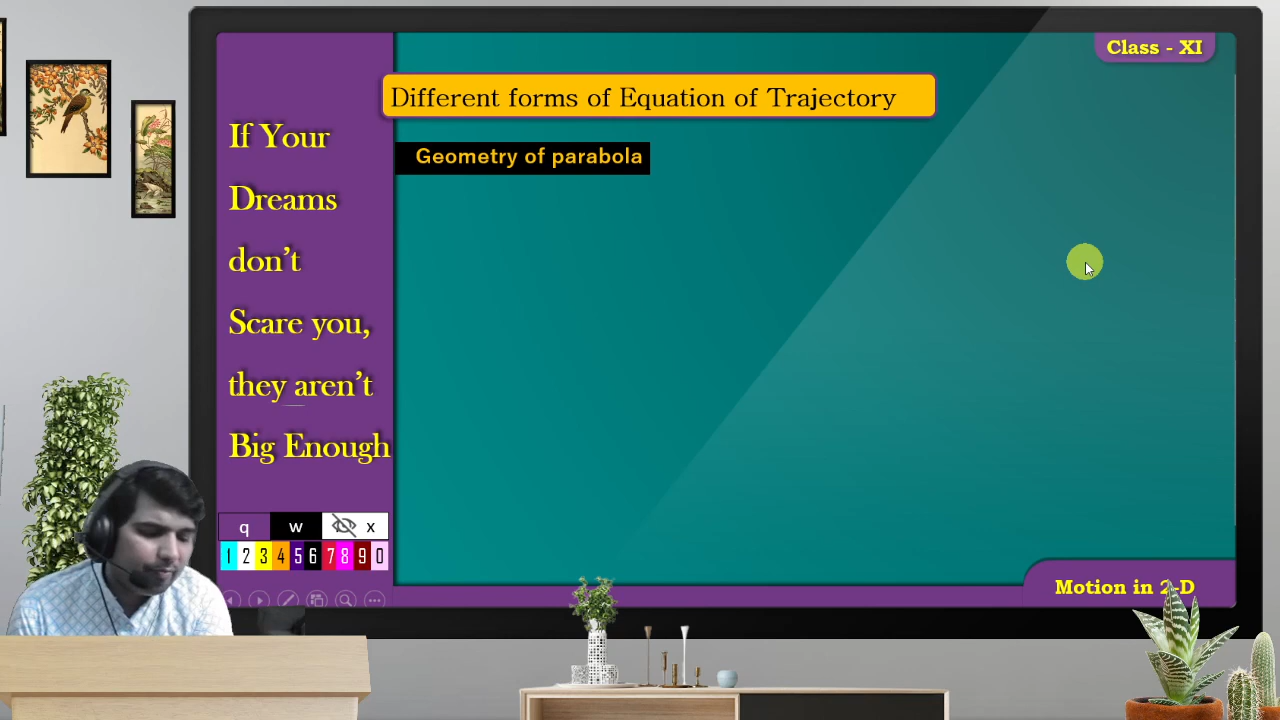 Class - XI
Different forms of Equation of Trajectory
Geometry of parabola
If Your
Dreams
don't
Scare you,
they aren't
Big Enough
q w x
1 2 3 4 5 6 7 8 9 0
Motion in 2-D